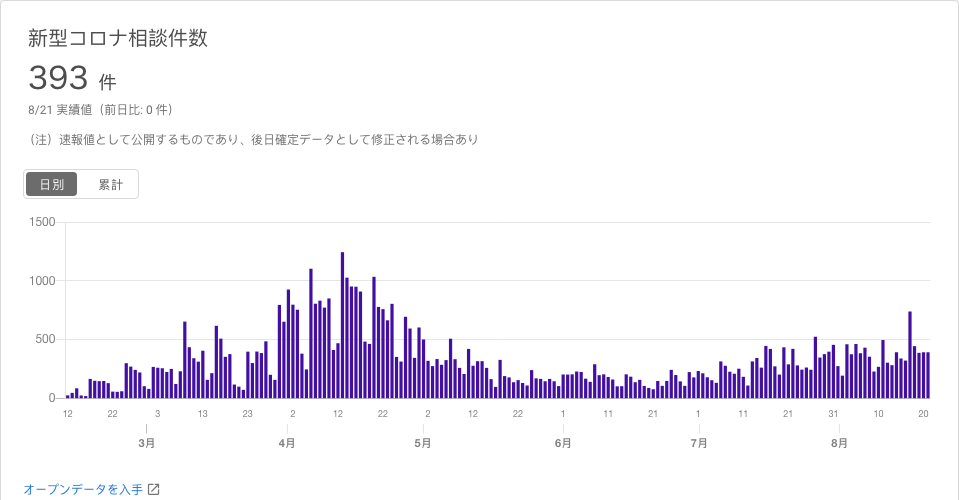 新型コロナ相談件数
393 件
8/21 実績値（前日比: 0 件）
（注）速報値として公開するものであり、後日確定データとして修正される場合あり
日別 累計
1500
1000
500
0
12 22 3 13 23 2 12 22 2 12 22 1 11 21 1 11 21 31 10 20
3月 4月 5月 6月 7月 8月
オープンデータを入手